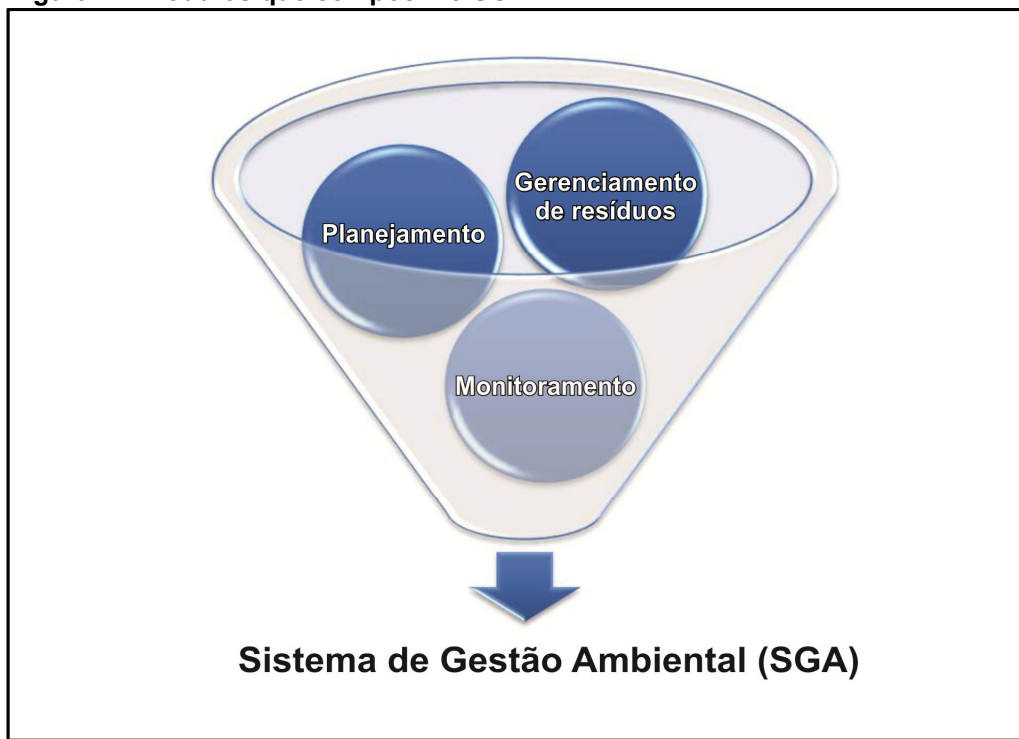 Gerenciamento
de resíduos
Planejamento
Monitoramento
Sistema de Gestão Ambiental (SGA)